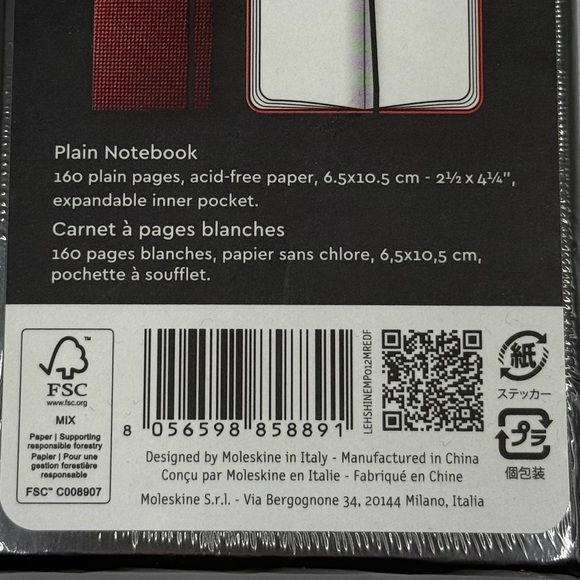 Plain Notebook
160 plain pages, acid-free paper, 6.5x10.5 cm - 2½ x 4¼",
expandable inner pocket.
Carnet à pages blanches
160 pages blanches, papier sans chlore, 6,5x10,5 cm,
pochette à soufflet.
FSC
™
www.fsc.org
MIX
Paper | Supporting
responsible forestry
Papier | Pour une
gestion forestière
responsable
FSC™ C008907
8 056598 858891
LEHSHINEMP012MREDF
Designed by Moleskine in Italy - Manufactured in China
Conçu par Moleskine en Italie - Fabriqué en Chine
Moleskine S.r.l. - Via Bergognone 34, 20144 Milano, Italia
紙
ステッカー
プラ
個包装